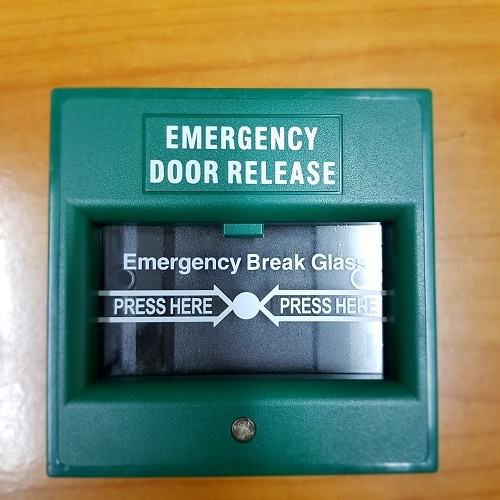 EMERGENCY
DOOR RELEASE
Emergency Break Glass
PRESS HERE PRESS HERE